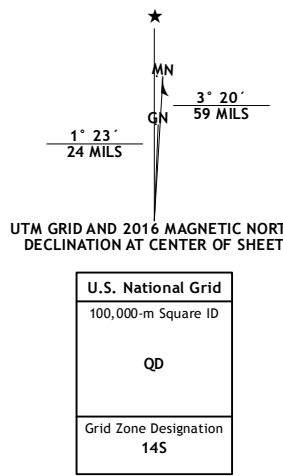 MN
GN
3° 20´
59 MILS
1° 23´
24 MILS
UTM GRID AND 2016 MAGNETIC NORT
DECLINATION AT CENTER OF SHEET
U.S. National Grid
100,000-m Square ID
QD
Grid Zone Designation
14S